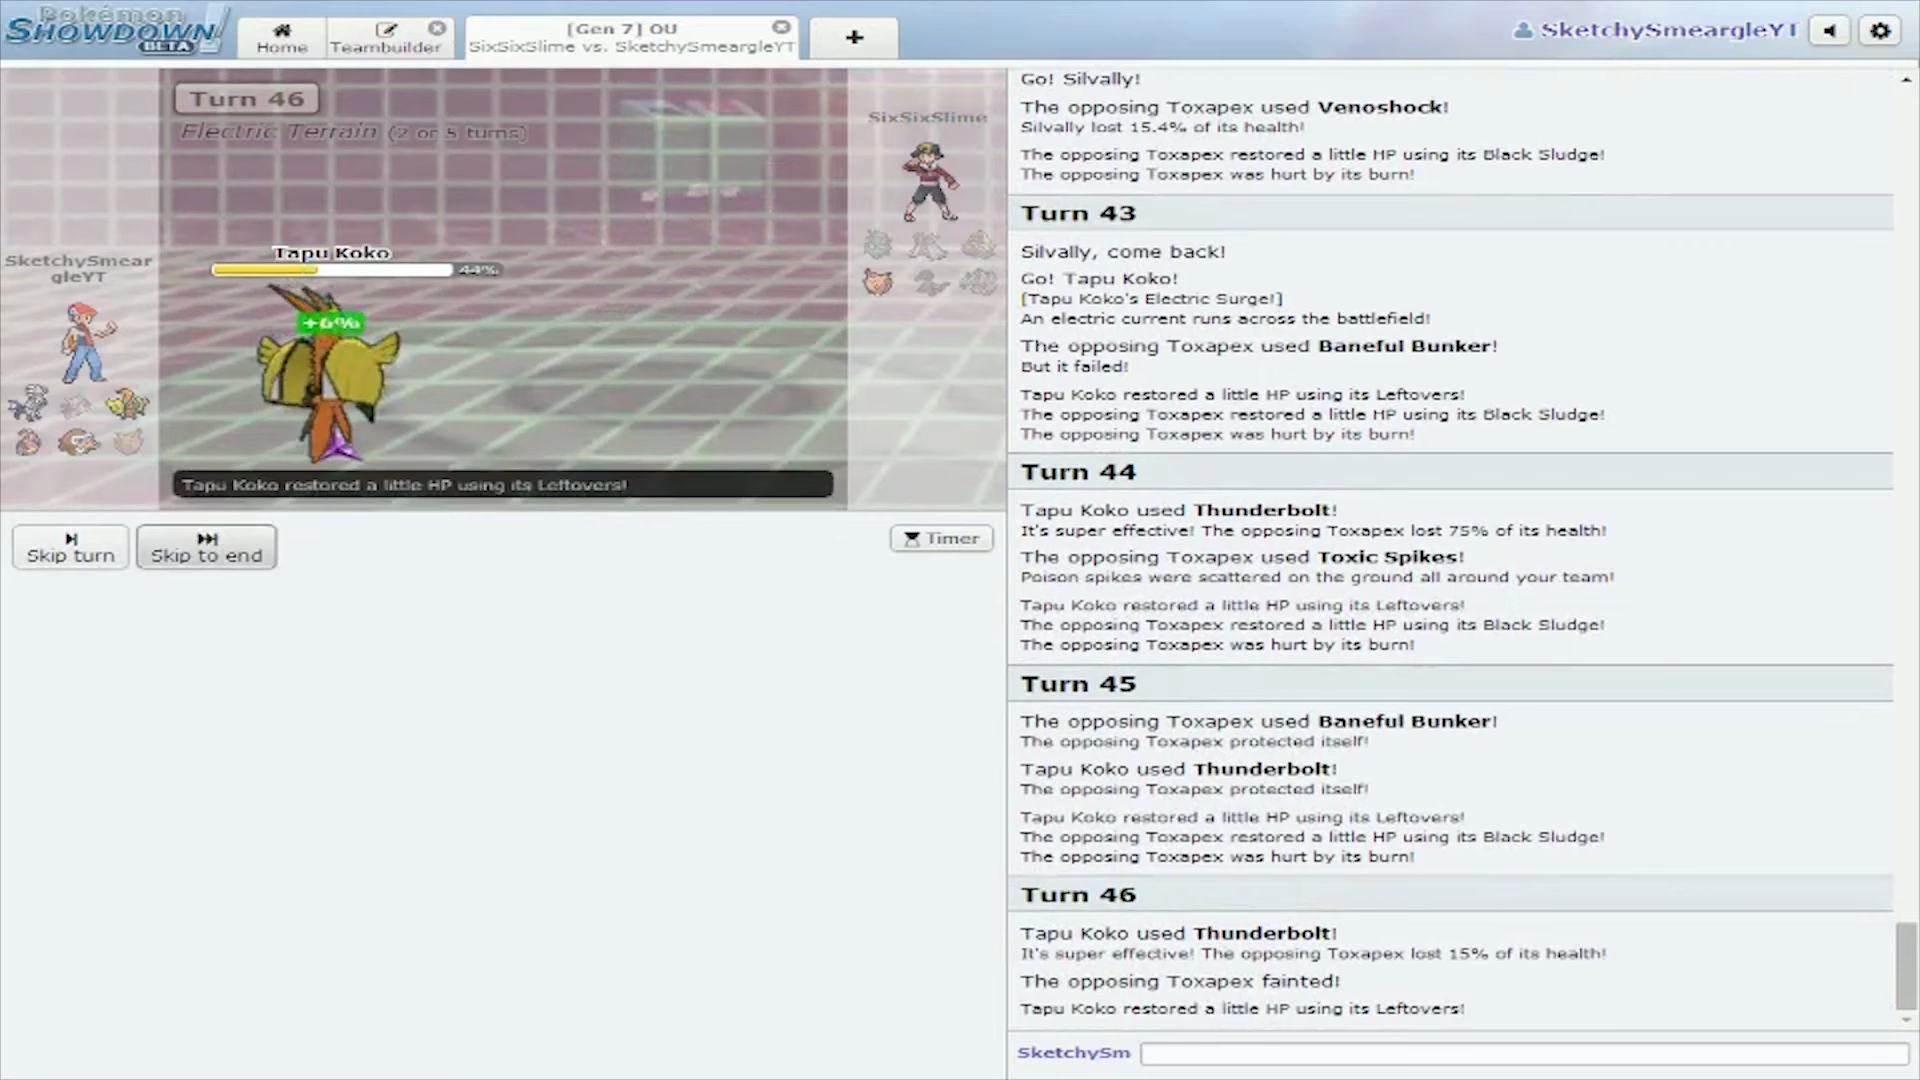 Pokémon
SHOWDOWN!
BETA
Home
Teambuilder
[Gen 7] OU
SixSixSlime vs. SketchySmeargleYT
+
SketchySmeargleYT
Turn 46
Electric Terrain (2 or 5 turns)
SixSixSlime
SketchySmear
gleYT
Tapu Koko
44%
+6%
Tapu Koko restored a little HP using its Leftovers!
Skip turn
Skip to end
Timer
Go! Silvally!
The opposing Toxapex used Venoshock!
Silvally lost 15.4% of its health!
The opposing Toxapex restored a little HP using its Black Sludge!
The opposing Toxapex was hurt by its burn!
Turn 43
Silvally, come back!
Go! Tapu Koko!
[Tapu Koko's Electric Surge!]
An electric current runs across the battlefield!
The opposing Toxapex used Baneful Bunker!
But it failed!
Tapu Koko restored a little HP using its Leftovers!
The opposing Toxapex restored a little HP using its Black Sludge!
The opposing Toxapex was hurt by its burn!
Turn 44
Tapu Koko used Thunderbolt!
It's super effective! The opposing Toxapex lost 75% of its health!
The opposing Toxapex used Toxic Spikes!
Poison spikes were scattered on the ground all around your team!
Tapu Koko restored a little HP using its Leftovers!
The opposing Toxapex restored a little HP using its Black Sludge!
The opposing Toxapex was hurt by its burn!
Turn 45
The opposing Toxapex used Baneful Bunker!
The opposing Toxapex protected itself!
Tapu Koko used Thunderbolt!
The opposing Toxapex protected itself!
Tapu Koko restored a little HP using its Leftovers!
The opposing Toxapex restored a little HP using its Black Sludge!
The opposing Toxapex was hurt by its burn!
Turn 46
Tapu Koko used Thunderbolt!
It's super effective! The opposing Toxapex lost 15% of its health!
The opposing Toxapex fainted!
Tapu Koko restored a little HP using its Leftovers!
SketchySm